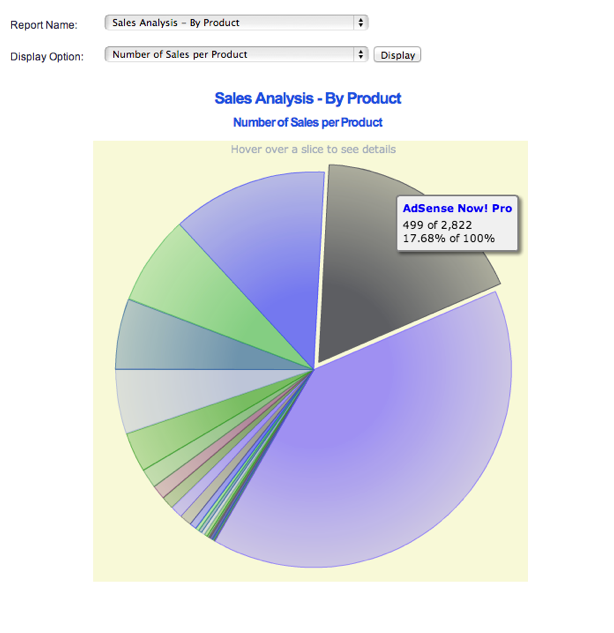 Report Name: Sales Analysis - By Product
Display Option: Number of Sales per Product Display
Sales Analysis - By Product
Number of Sales per Product
Hover over a slice to see details
AdSense Now! Pro
499 of 2,822
17.68% of 100%